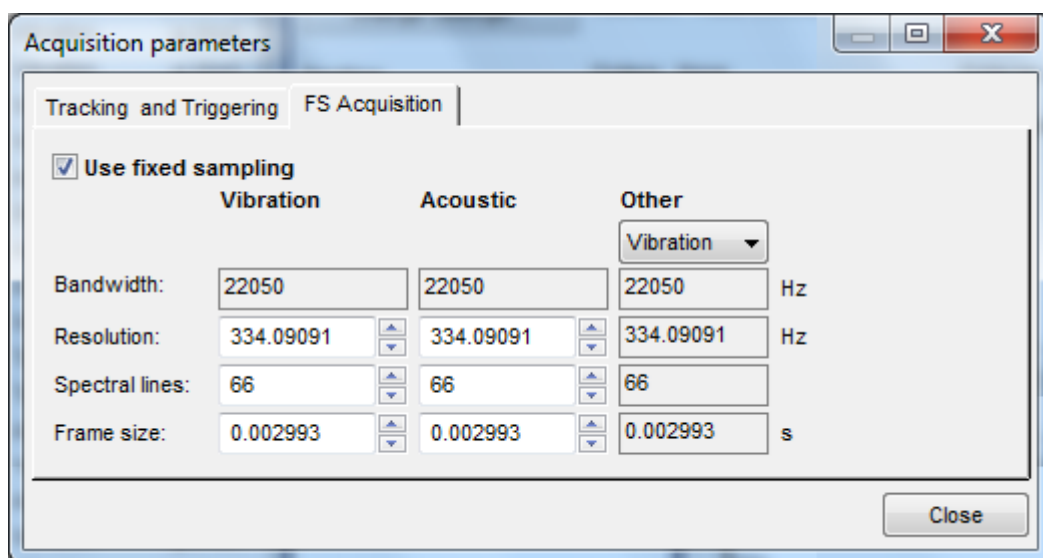 Acquisition parameters
Tracking and Triggering FS Acquisition
Use fixed sampling
Vibration Acoustic Other
Vibration
Bandwidth: 22050 22050 22050 Hz
Resolution: 334.09091 334.09091 334.09091 Hz
Spectral lines: 66 66 66
Frame size: 0.002993 0.002993 0.002993 s
Close